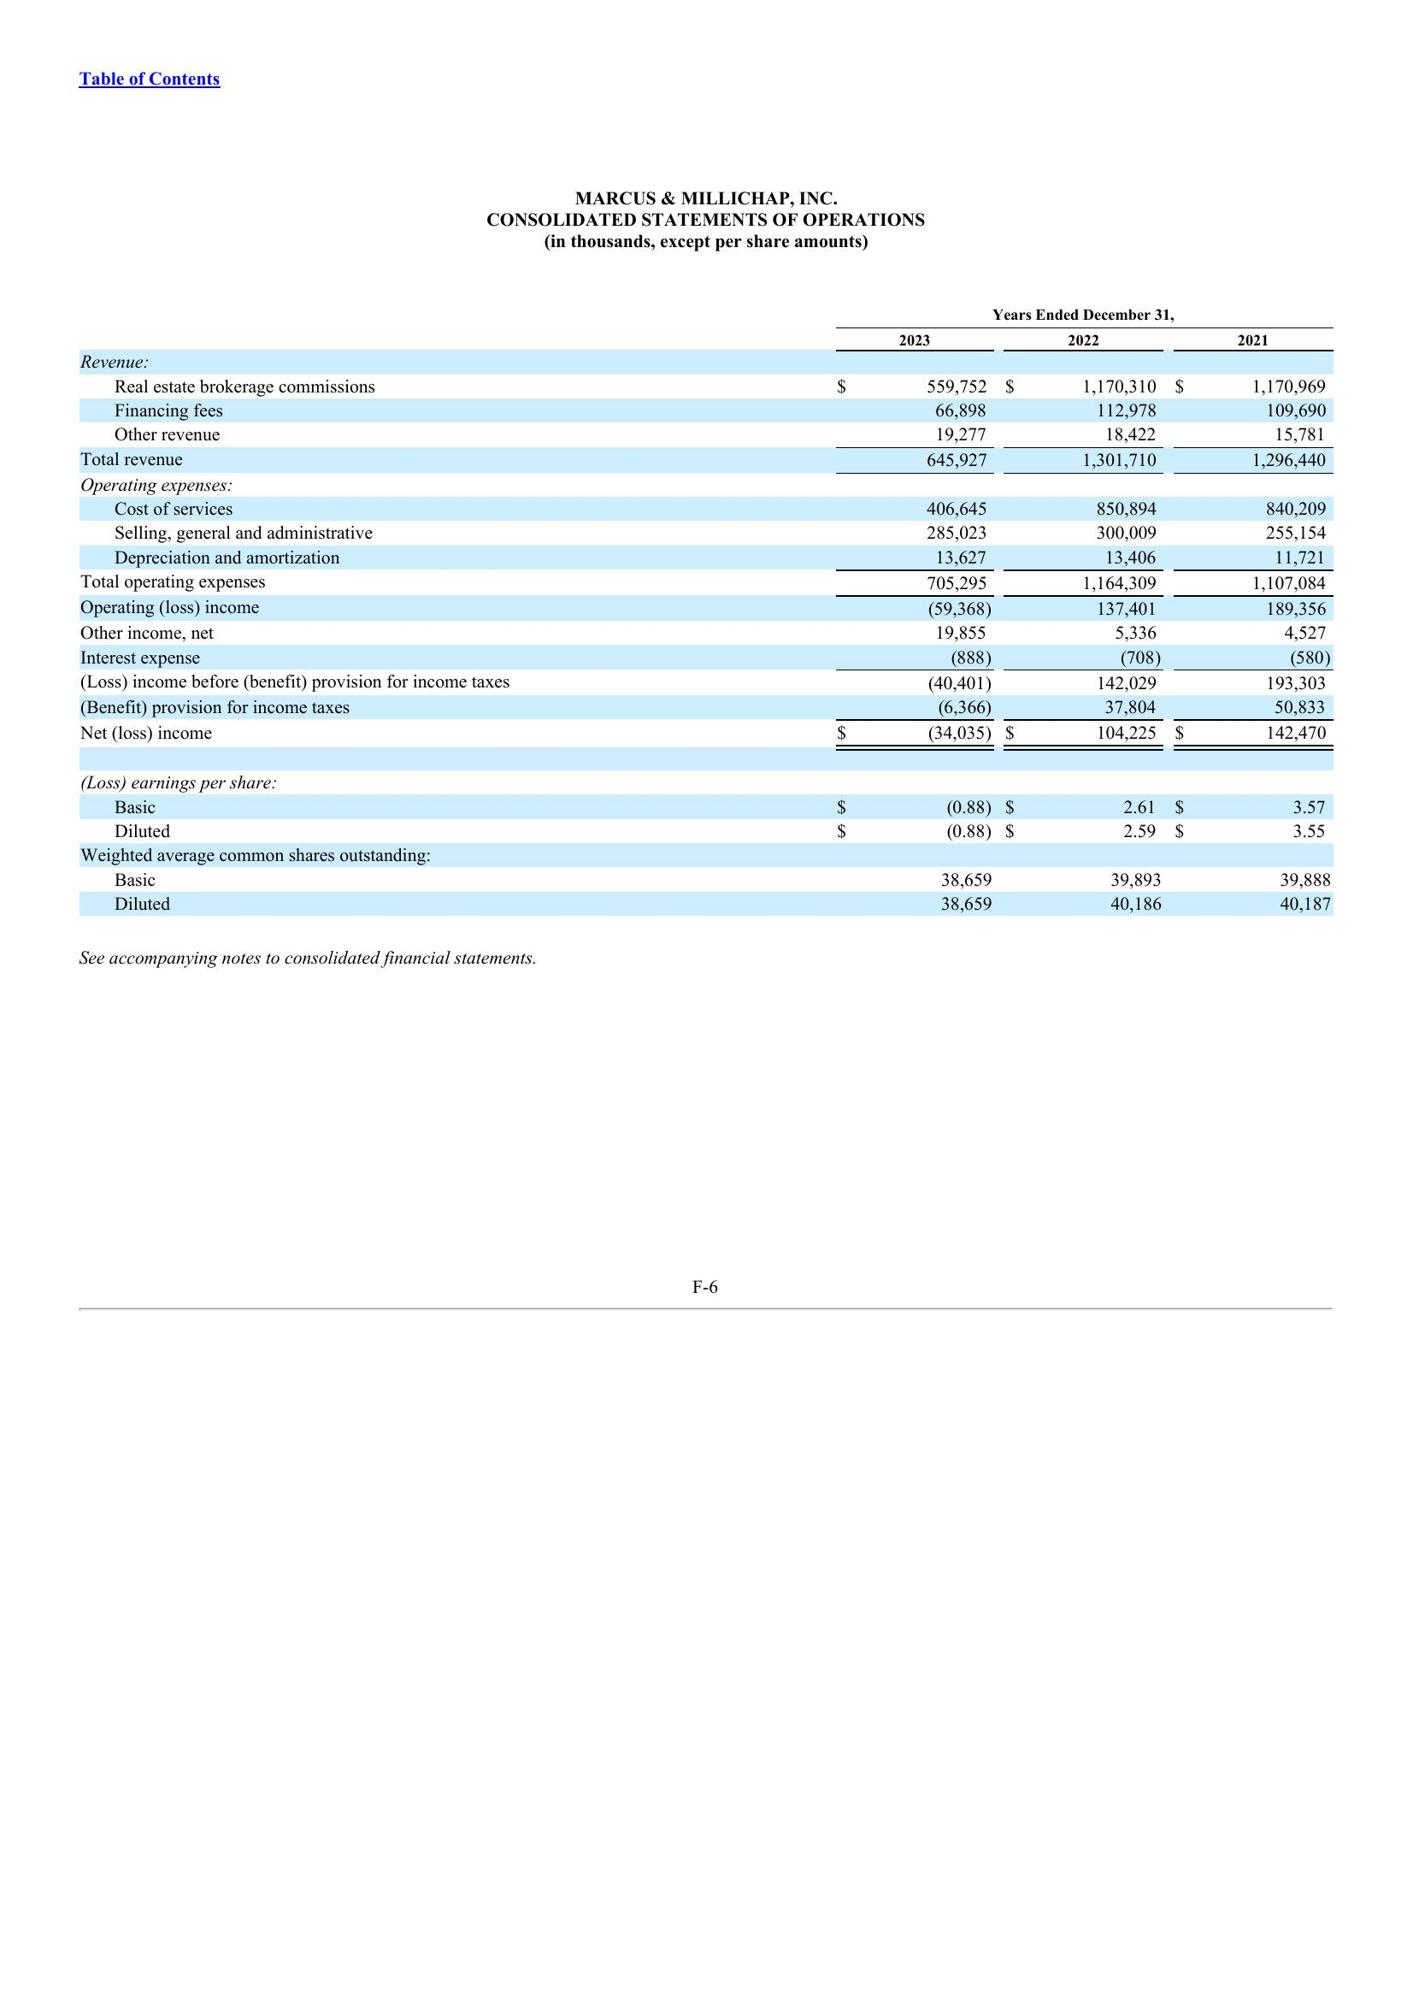 Table of Contents
MARCUS & MILLICHAP, INC.
CONSOLIDATED STATEMENTS OF OPERATIONS
(in thousands, except per share amounts)
Years Ended December 31,
2023 2022 2021
Revenue:
Real estate brokerage commissions $ 559,752 $ 1,170,310 $ 1,170,969
Financing fees 66,898 112,978 109,690
Other revenue 19,277 18,422 15,781
Total revenue 645,927 1,301,710 1,296,440
Operating expenses:
Cost of services 406,645 850,894 840,209
Selling, general and administrative 285,023 300,009 255,154
Depreciation and amortization 13,627 13,406 11,721
Total operating expenses 705,295 1,164,309 1,107,084
Operating (loss) income (59,368) 137,401 189,356
Other income, net 19,855 5,336 4,527
Interest expense (888) (708) (580)
(Loss) income before (benefit) provision for income taxes (40,401) 142,029 193,303
(Benefit) provision for income taxes (6,366) 37,804 50,833
Net (loss) income $ (34,035) $ 104,225 $ 142,470
(Loss) earnings per share:
Basic $ (0.88) $ 2.61 $ 3.57
Diluted $ (0.88) $ 2.59 $ 3.55
Weighted average common shares outstanding:
Basic 38,659 39,893 39,888
Diluted 38,659 40,186 40,187
See accompanying notes to consolidated financial statements.
F-6